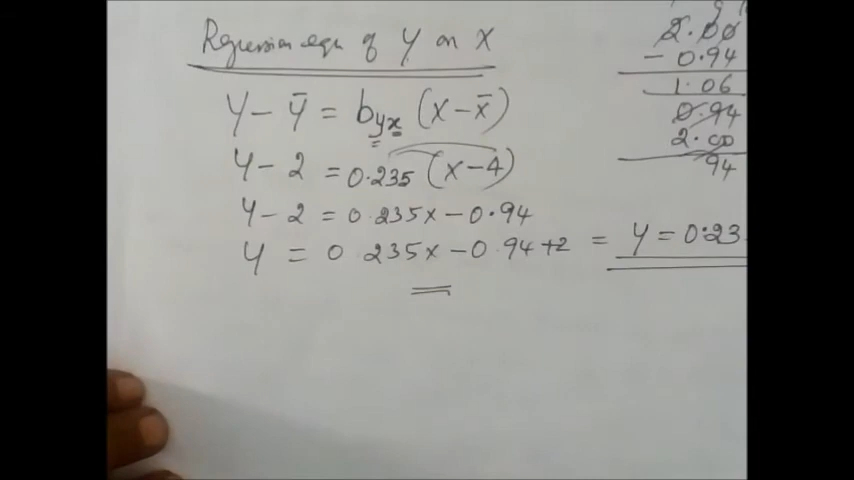 Regression eqn of Y on X
Y - ȳ = byx (X - x̄)
Y - 2 = 0.235 (X - 4)
Y - 2 = 0.235x - 0.94
Y = 0.235x - 0.94 + 2 = Y = 0.23
2.00
- 0.94
1.06
0.94
2.00
94